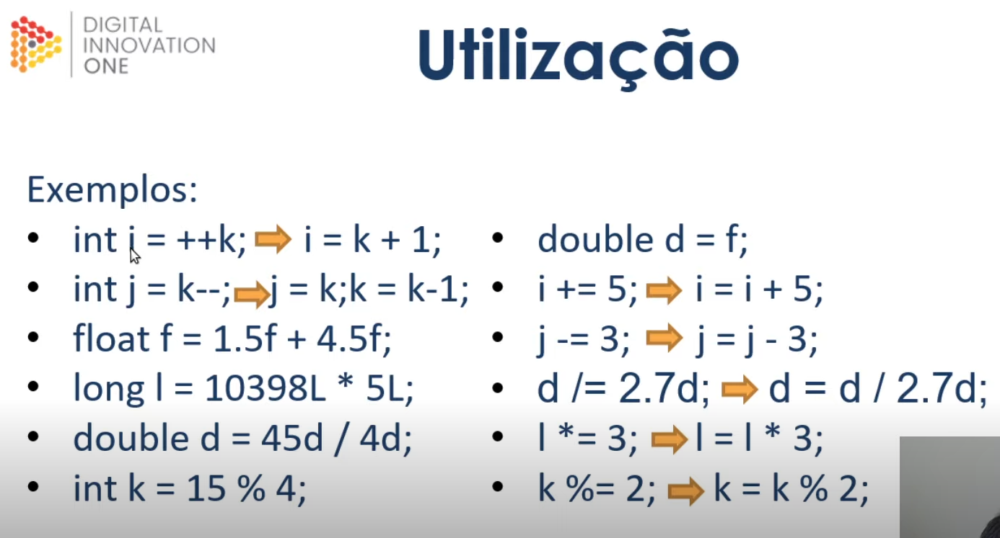 DIGITAL
INNOVATION
ONE
Utilização
Exemplos:
• int i = ++k; ➡ i = k + 1;
• int j = k--; ➡ j = k;k = k-1;
• float f = 1.5f + 4.5f;
• long l = 10398L * 5L;
• double d = 45d / 4d;
• int k = 15 % 4;
• double d = f;
• i += 5; ➡ i = i + 5;
• j -= 3; ➡ j = j - 3;
• d /= 2.7d; ➡ d = d / 2.7d;
• l *= 3; ➡ l = l * 3;
• k %= 2; ➡ k = k % 2;